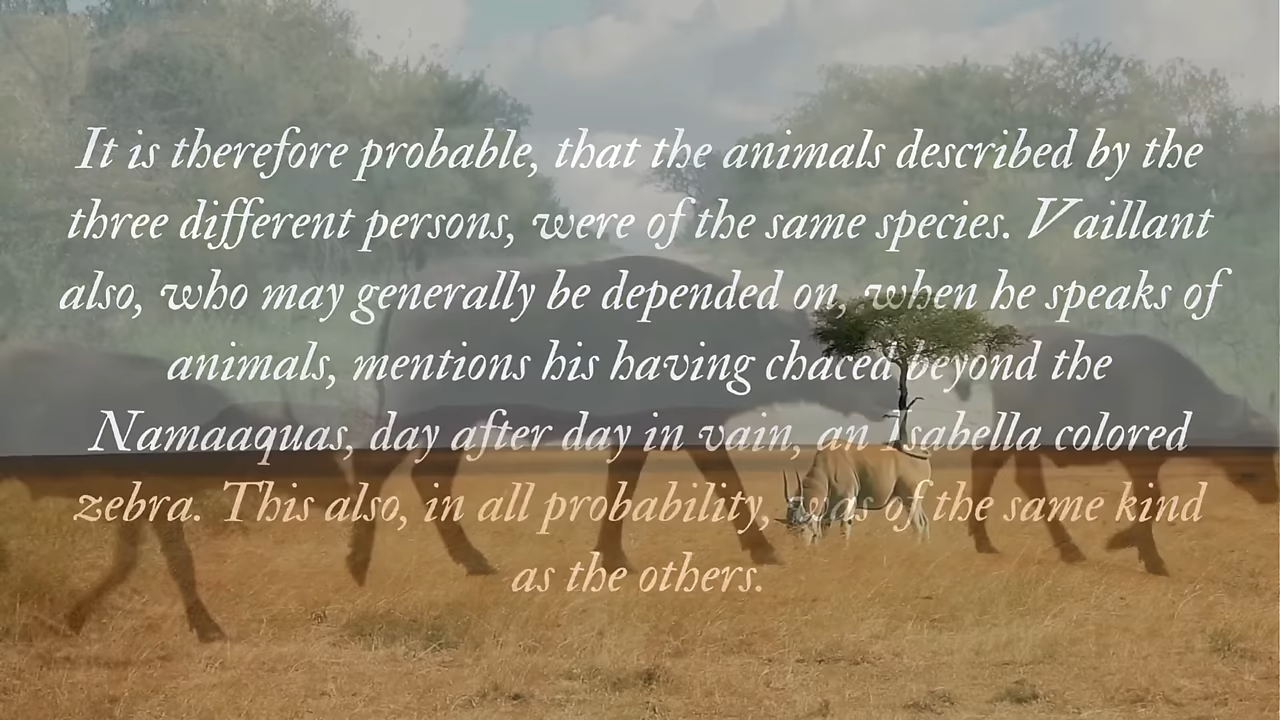 It is therefore probable, that the animals described by the
three different persons, were of the same species. Vaillant
also, who may generally be depended on, when he speaks of
animals, mentions his having chaced beyond the
Namaaquas, day after day in vain, an Isabella colored
zebra. This also, in all probability, was of the same kind
as the others.